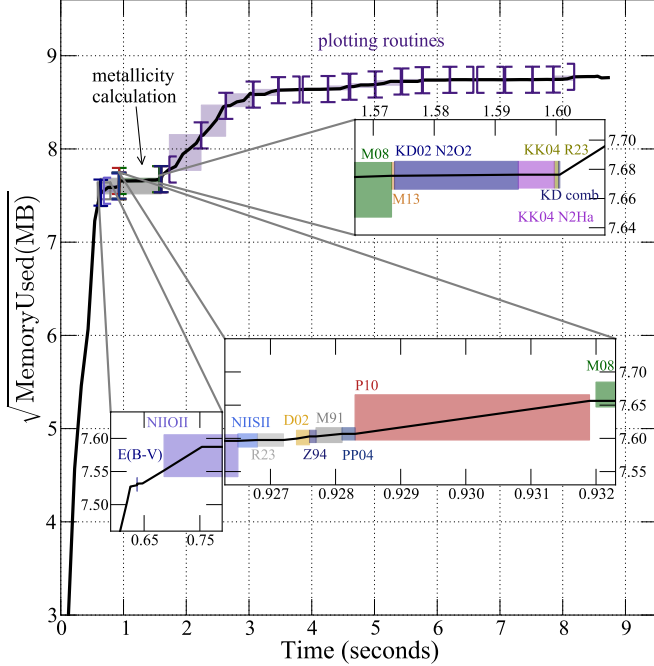 plotting routines
metallicity
calculation
√MemoryUsed(MB)
9
8
7
6
5
4
3
0 1 2 3 4 5 6 7 8 9
Time (seconds)
1.57 1.58 1.59 1.60
7.70
7.68
7.66
7.64
M08 KD02 N2O2 KK04 R23
M13 KD comb
KK04 N2Ha
7.70
7.65
7.60
7.55
M08
P10
NIISII D02 M91
R23 Z94 PP04
0.927 0.928 0.929 0.930 0.931 0.932
NIIOII
E(B-V)
7.60
7.55
7.50
0.65 0.75